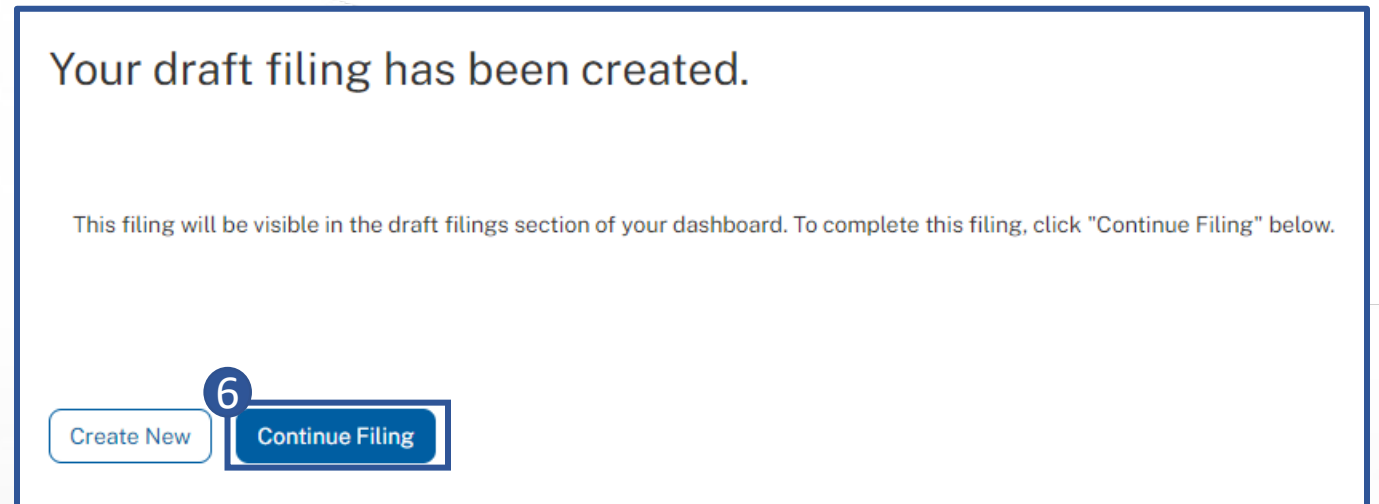 Your draft filing has been created.
This filing will be visible in the draft filings section of your dashboard. To complete this filing, click "Continue Filing" below.
6
Create New
Continue Filing